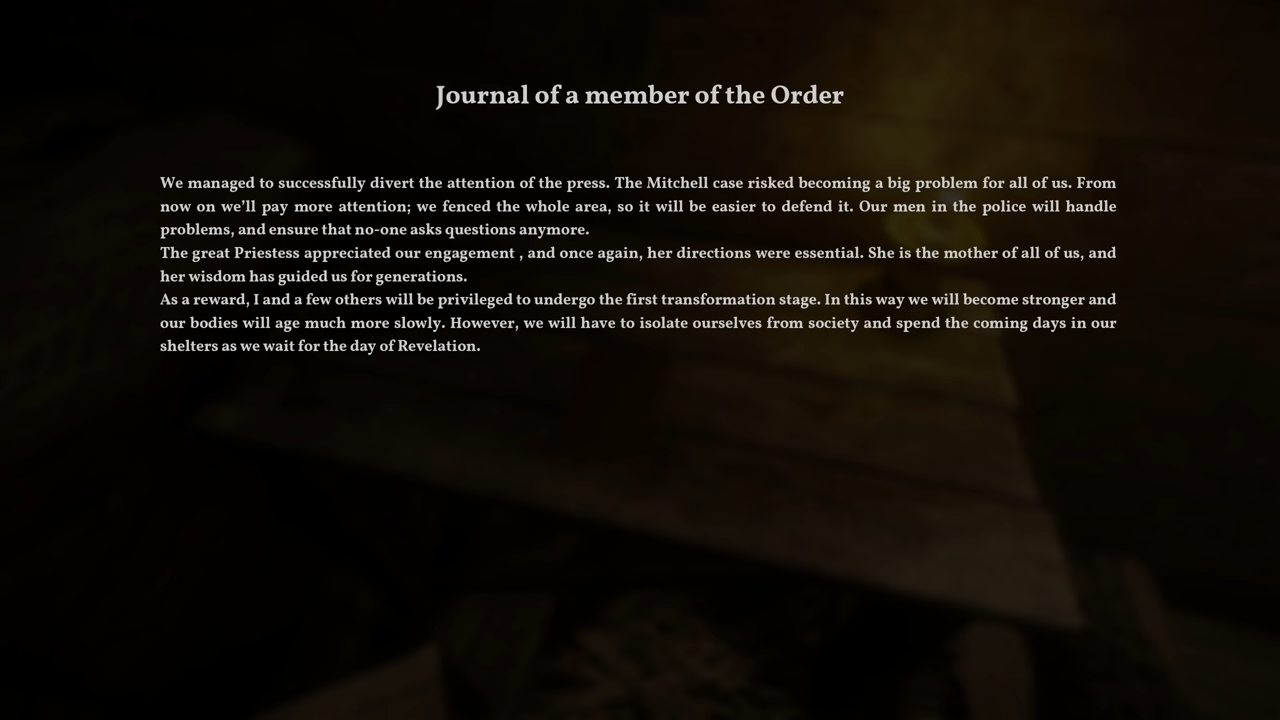 Journal of a member of the Order
We managed to successfully divert the attention of the press. The Mitchell case risked becoming a big problem for all of us. From
now on we'll pay more attention; we fenced the whole area, so it will be easier to defend it. Our men in the police will handle
problems, and ensure that no-one asks questions anymore.
The great Priestess appreciated our engagement , and once again, her directions were essential. She is the mother of all of us, and
her wisdom has guided us for generations.
As a reward, I and a few others will be privileged to undergo the first transformation stage. In this way we will become stronger and
our bodies will age much more slowly. However, we will have to isolate ourselves from society and spend the coming days in our
shelters as we wait for the day of Revelation.